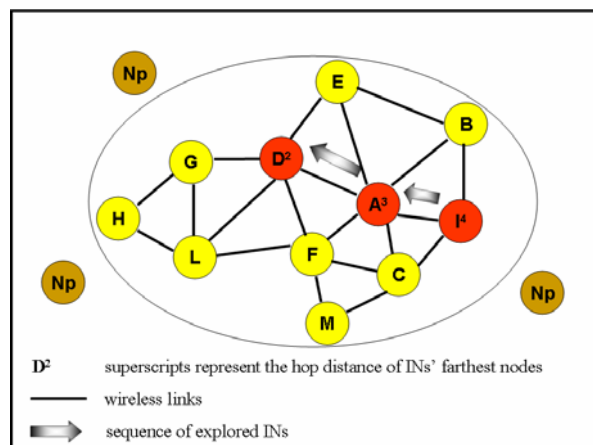 Np
E
B
G
D²
A³
I⁴
H
L
F
C
M
Np
Np
D² superscripts represent the hop distance of INs' farthest nodes
wireless links
sequence of explored INs